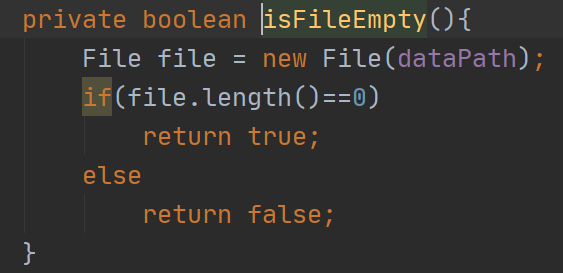 private boolean isFileEmpty(){
    File file = new File(dataPath);
    if(file.length()==0)
        return true;
    else
        return false;
}